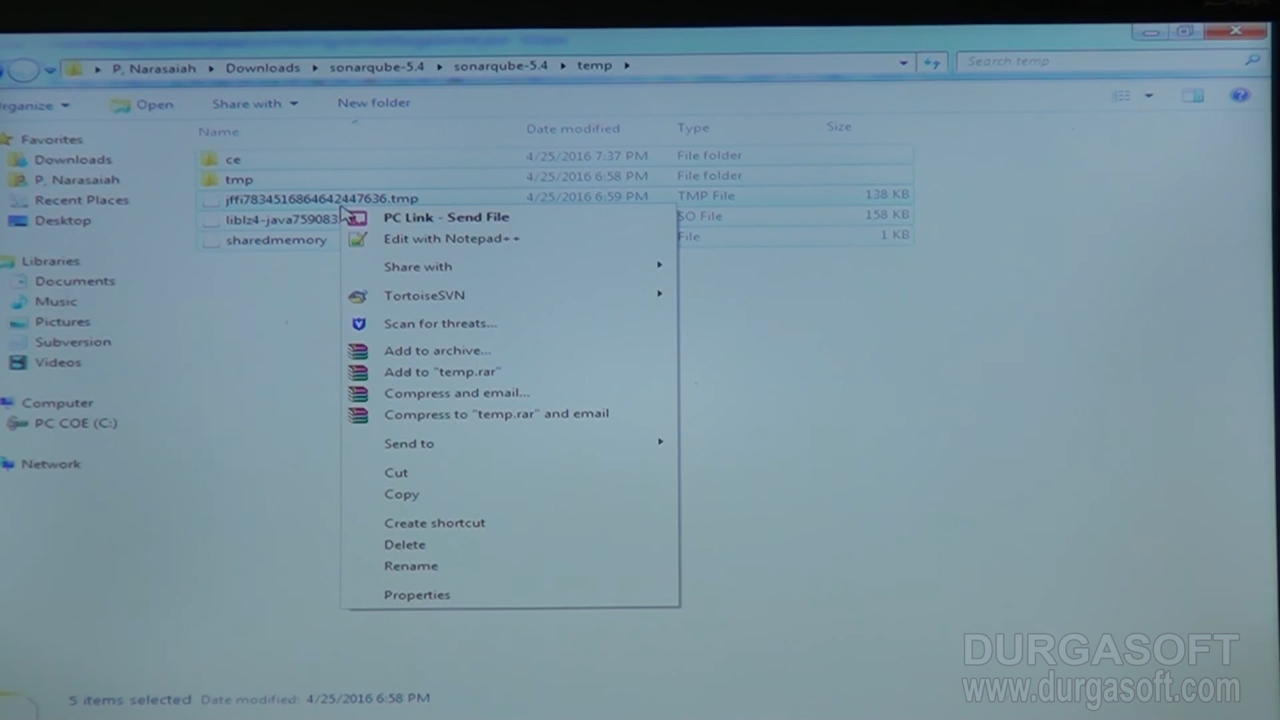 P, Narasaiah Downloads sonarqube-5.4 sonarqube-5.4 temp
Search temp
Organize Open Share with New folder
Name Date modified Type Size
Favorites
Downloads
P, Narasaiah
Recent Places
Desktop
Libraries
Documents
Music
Pictures
Subversion
Videos
Computer
PC COE (C:)
Network
ce 4/25/2016 7:37 PM File folder
tmp 4/25/2016 6:58 PM File folder
jffi7834516864642447636.tmp 4/25/2016 6:59 PM TMP File 138 KB
liblz4-java759083 SO File 158 KB
sharedmemory File 1 KB
PC Link - Send File
Edit with Notepad++
Share with
TortoiseSVN
Scan for threats...
Add to archive...
Add to "temp.rar"
Compress and email...
Compress to "temp.rar" and email
Send to
Cut
Copy
Create shortcut
Delete
Rename
Properties
5 items selected Date modified: 4/25/2016 6:58 PM
DURGASOFT
www.durgasoft.com